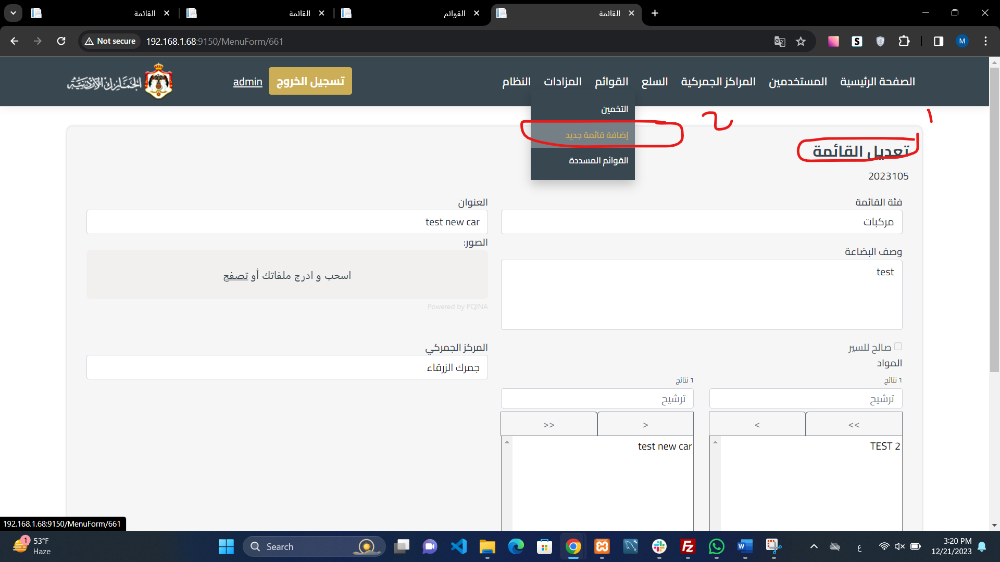 القائمة
القائمة
القوائم
القائمة
Not secure
192.168.1.68:9150/MenuForm/661
M
الصفحة الرئيسية
المستخدمين
المراكز الجمركية
السلع
القوائم
المزادات
النظام
تسجيل الخروج
admin
الجمارك الأردنية
التخمين
إضافة قائمة جديد
القوائم المسددة
2
1
تعديل القائمة
2023105
فئة القائمة
مركبات
العنوان
test new car
وصف البضاعة
test
الصور:
اسحب و ادرج ملفاتك أو تصفح
Powered by PQINA
صالح للسير
المركز الجمركي
جمرك الزرقاء
المواد
1 نتائج
1 نتائج
ترشيح
ترشيح
<<
<
>
>>
TEST 2
test new car
192.168.1.68:9150/MenuForm/661
1
53°F
Haze
Search
ع
3:20 PM
12/21/2023